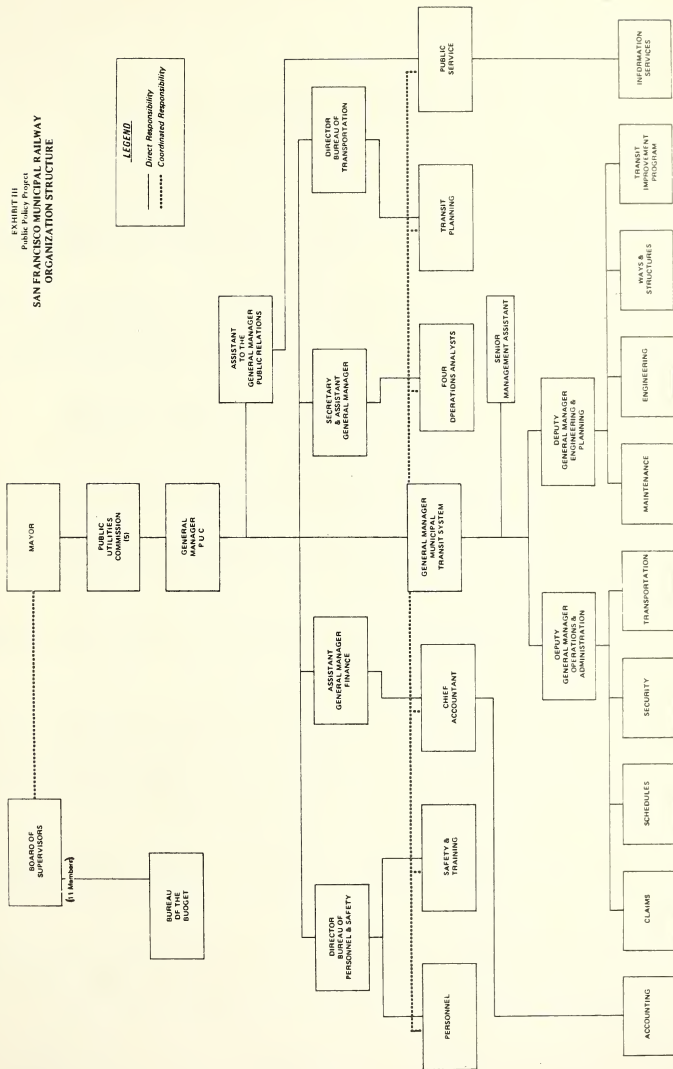 EXHIBIT III
Public Policy Project
SAN FRANCISCO MUNICIPAL RAILWAY
ORGANIZATION STRUCTURE
LEGEND
Direct Responsibility
Coordinated Responsibility
MAYOR
BOARD OF
SUPERVISORS
(11 Members)
BUREAU
OF THE
BUDGET
PUBLIC
UTILITIES
COMMISSION
(5)
GENERAL
MANAGER
P U C
ASSISTANT
TO THE
GENERAL MANAGER
PUBLIC RELATIONS
DIRECTOR
BUREAU OF
PERSONNEL & SAFETY
ASSISTANT
GENERAL MANAGER
FINANCE
SECRETARY
& ASSISTANT
GENERAL MANAGER
DIRECTOR
BUREAU OF
TRANSPORTATION
PERSONNEL
SAFETY &
TRAINING
CHIEF
ACCOUNTANT
GENERAL MANAGER
MUNICIPAL
TRANSIT SYSTEM
FOUR
OPERATIONS ANALYSTS
TRANSIT
PLANNING
PUBLIC
SERVICE
SENIOR
MANAGEMENT ASSISTANT
DEPUTY
GENERAL MANAGER
OPERATIONS &
ADMINISTRATION
DEPUTY
GENERAL MANAGER
ENGINEERING &
PLANNING
ACCOUNTING
CLAIMS
SCHEDULES
SECURITY
TRANSPORTATION
MAINTENANCE
ENGINEERING
WAYS &
STRUCTURES
TRANSIT
IMPROVEMENT
PROGRAM
INFORMATION
SERVICES